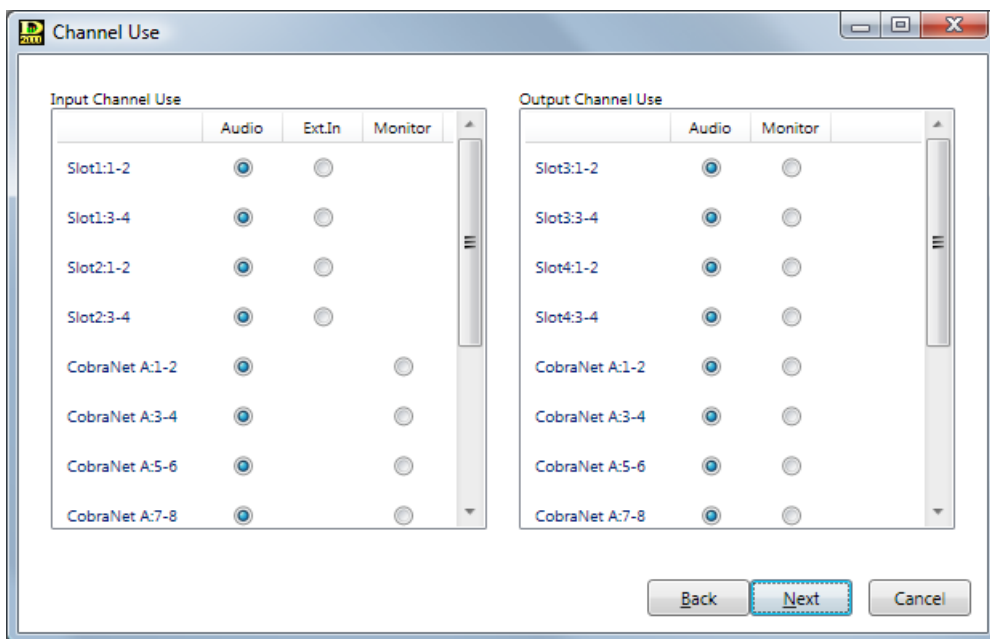 Channel Use
Input Channel Use
Audio Ext.In Monitor
Slot1:1-2
Slot1:3-4
Slot2:1-2
Slot2:3-4
CobraNet A:1-2
CobraNet A:3-4
CobraNet A:5-6
CobraNet A:7-8
Output Channel Use
Audio Monitor
Slot3:1-2
Slot3:3-4
Slot4:1-2
Slot4:3-4
CobraNet A:1-2
CobraNet A:3-4
CobraNet A:5-6
CobraNet A:7-8
Back Next Cancel